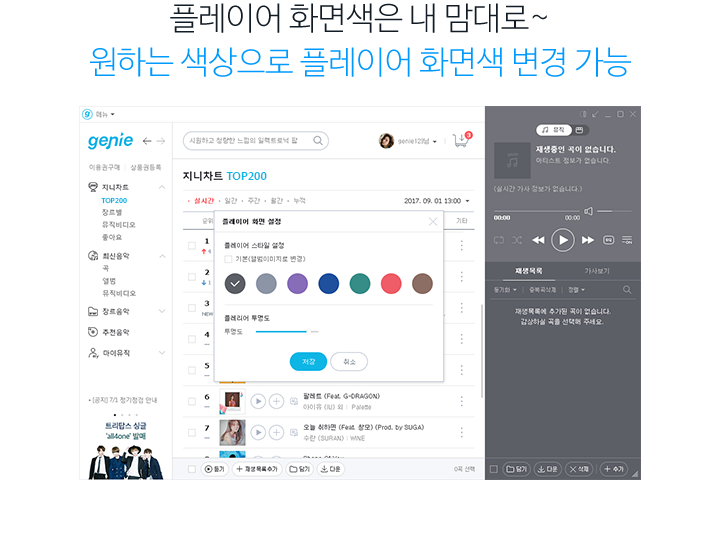 플레이어 화면색은 내 맘대로~
원하는 색상으로 플레이어 화면색 변경 가능
메뉴
genie
시원하고 청량한 느낌의 일렉트로닉 팝
genie123님
3
이용권구매 | 상품권등록
지니차트
TOP200
장르별
뮤직비디오
좋아요
최신음악
곡
앨범
뮤직비디오
장르음악
추천음악
마이뮤직
• [공지] 7/1 정기점검 안내
트리탑스 싱글
'all4one' 발매
지니차트 TOP200
• 실시간 • 일간 • 주간 • 월간 • 누적
2017. 09. 01 13:00
순위
기타
1
2
3
NEW
4
5
플레이어 화면 설정
플레이어 스타일 설정
기본(앨범이미지로 변경)
플레리어 투명도
투명도
저장
취소
6
팔레트 (Feat. G-DRAGON)
아이유 (IU) 외 | Palette
7
오늘 취하면 (Feat. 창모) (Prod. by SUGA)
수란 (SURAN) | WINE
듣기
재생목록추가
담기
다운
0곡 선택
뮤직
재생중인 곡이 없습니다.
아티스트 정보가 없습니다.
(실시간 가사 정보가 없습니다.)
00:00
00:00
EQ
재생목록
가사보기
동기화
중복곡삭제
정렬
재생목록에 추가된 곡이 없습니다.
감상하실 곡을 선택해 주세요.
담기
다운
삭제
추가